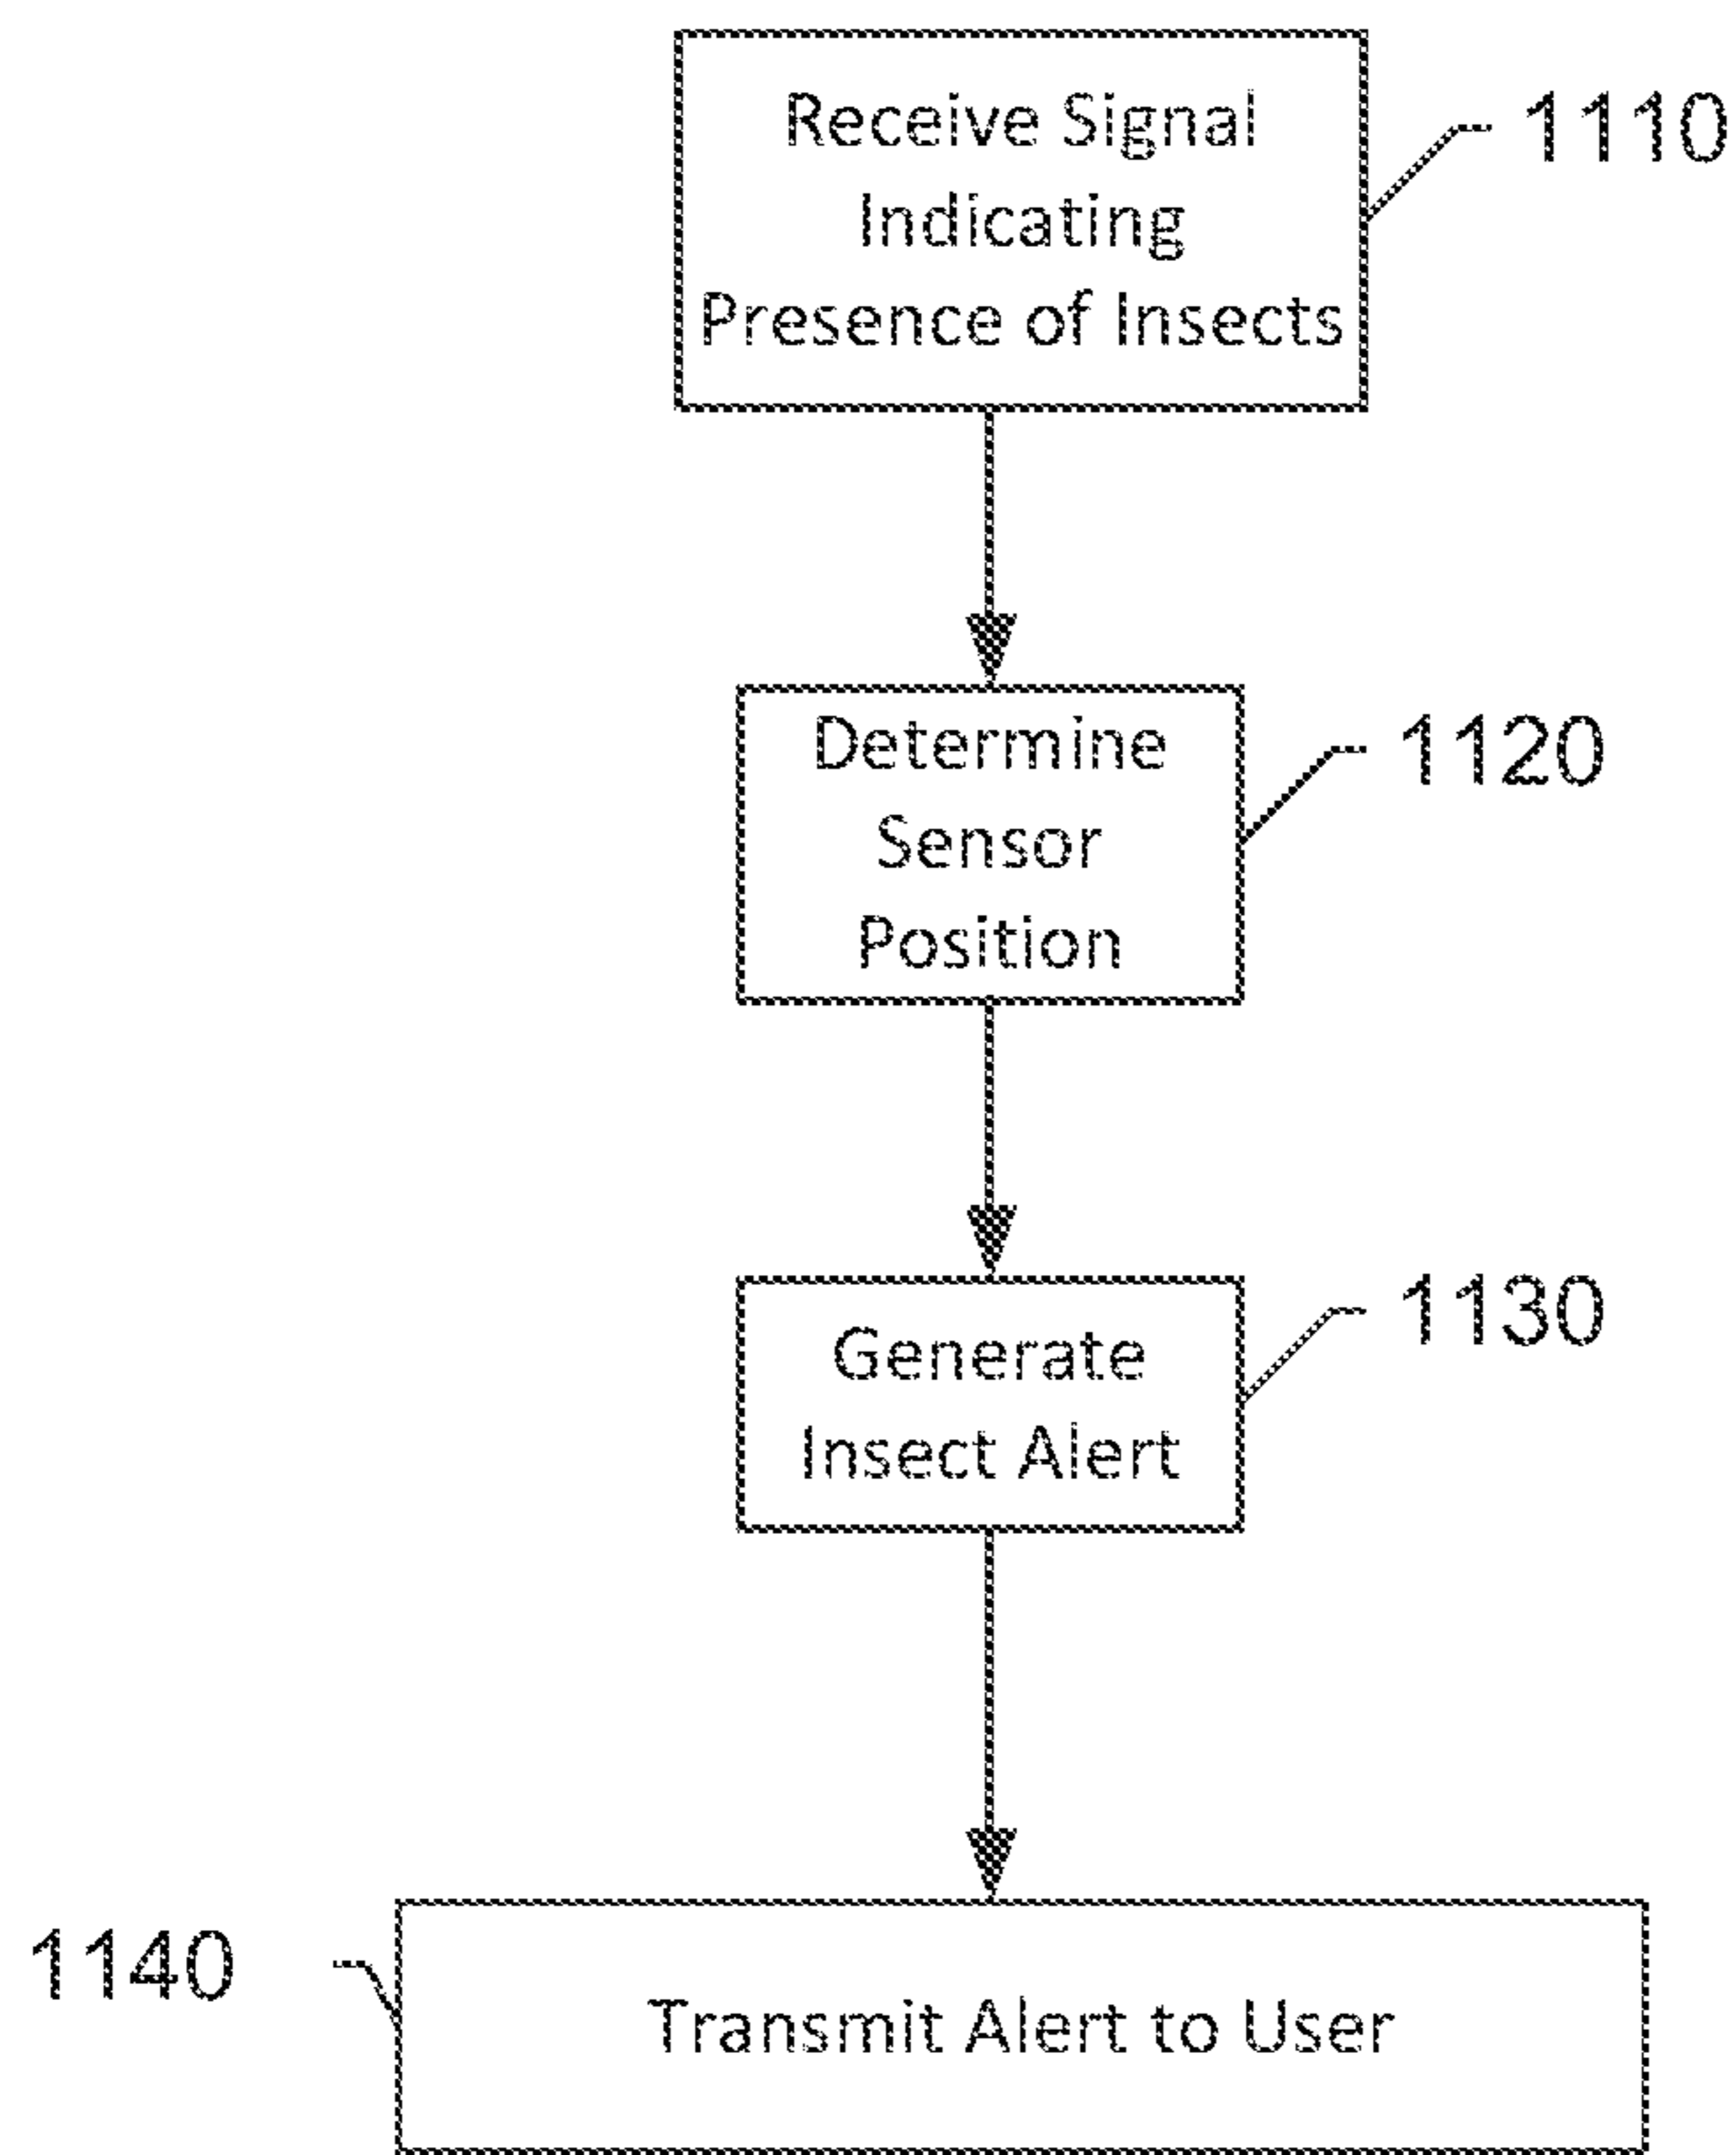 Receive Signal
Indicating
Presence of Insects
1110
Determine
Sensor
Position
1120
Generate
Insect Alert
1130
1140
Transmit Alert to User